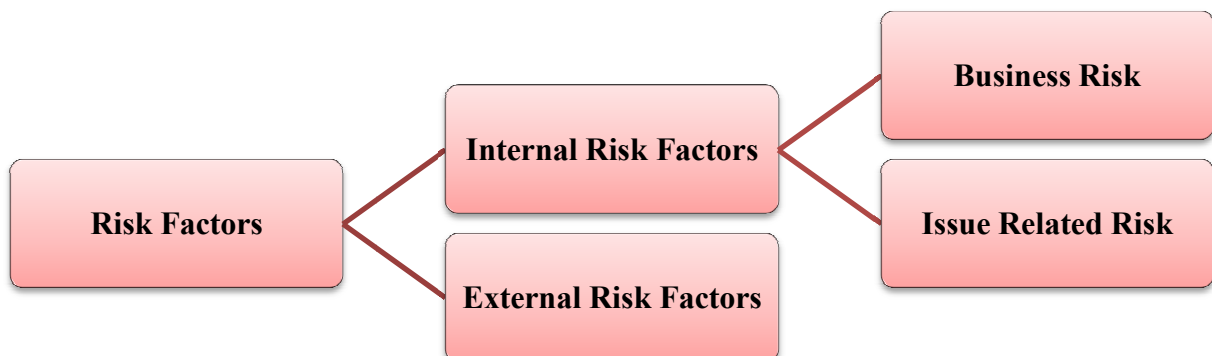 Risk Factors
Internal Risk Factors
External Risk Factors
Business Risk
Issue Related Risk